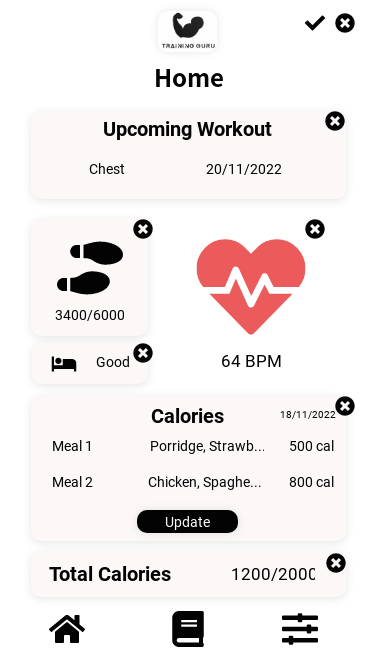 TRAINING GURU
Home
Upcoming Workout
Chest 20/11/2022
3400/6000
Good
64 BPM
Calories 18/11/2022
Meal 1 Porridge, Strawb... 500 cal
Meal 2 Chicken, Spaghe... 800 cal
Update
Total Calories 1200/2000